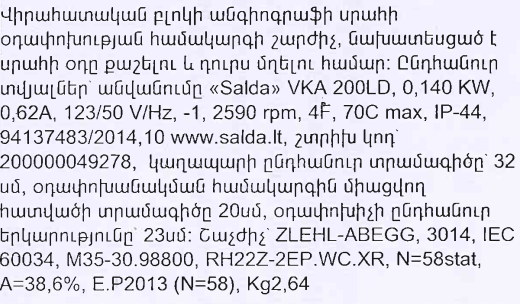 Վիրահատական բլոկի անգիոգրաֆի սրահի
օդափոխության համակարգի շարժիչ, նախատեսգած է
սրահի օդը քաշելու և դուրս մղելու համար: Ընդհանուր
տվյալներ՝ անվանումը «Salda» VKA 200LD, 0,140 KW,
0,62A, 123/50 V/Hz, -1, 2590 rpm, 4F, 70C max, IP-44,
94137483/2014,10 www.salda.lt, շտրիխ կոդ՝
200000049278, կաղապարի ընդհանուր տրամագիծը՝ 32
սմ, օդափոխանակման համակարգին միացվող
հատվածի տրամագիծը 20սմ, օդափոխիչի ընդհանուր
երկարությունը՝ 23սմ: Շաշժիչ՝ ZLEHL-ABEGG, 3014, IEC
60034, M35-30.98800, RH22Z-2EP.WC.XR, N=58stat,
A=38,6%, E.P2013 (N=58), Kg2,64